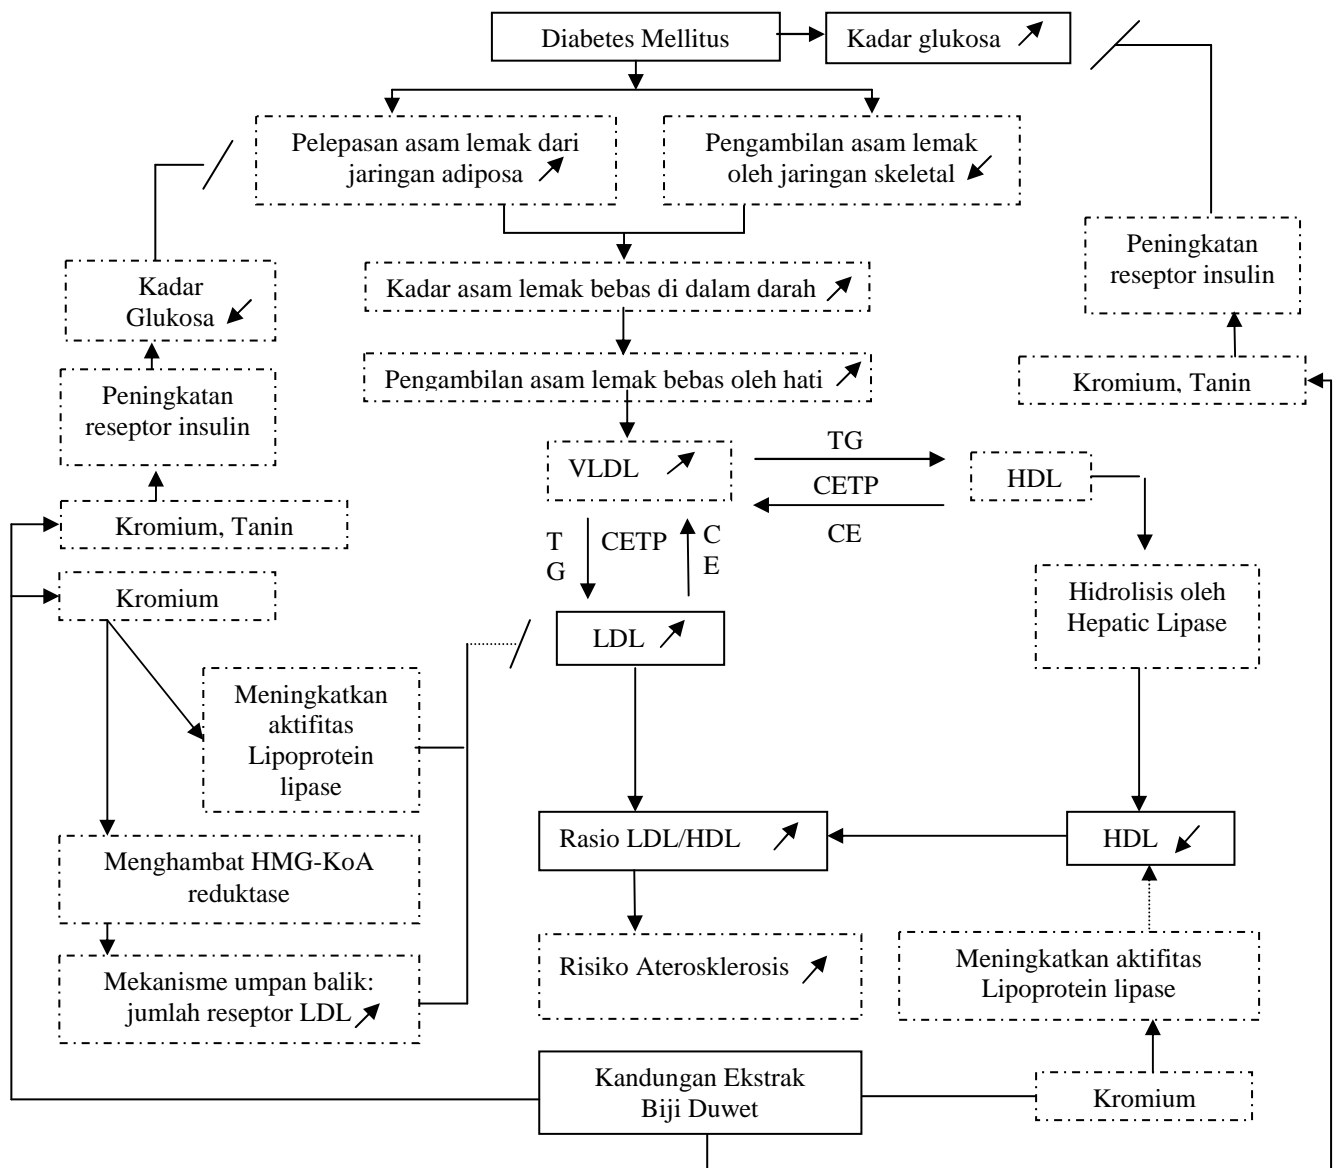 Diabetes Mellitus
Kadar glukosa
Pelepasan asam lemak dari
jaringan adiposa
Pengambilan asam lemak
oleh jaringan skeletal
Peningkatan
reseptor insulin
Kadar
Glukosa
Kadar asam lemak bebas di dalam darah
Pengambilan asam lemak bebas oleh hati
Kromium, Tanin
Peningkatan
reseptor insulin
VLDL
TG
CETP
CE
HDL
Kromium, Tanin
T
G
CETP
C
E
Kromium
Hidrolisis oleh
Hepatic Lipase
LDL
Meningkatkan
aktifitas
Lipoprotein
lipase
Rasio LDL/HDL
HDL
Menghambat HMG-KoA
reduktase
Mekanisme umpan balik:
jumlah reseptor LDL
Risiko Aterosklerosis
Meningkatkan aktifitas
Lipoprotein lipase
Kandungan Ekstrak
Biji Duwet
Kromium